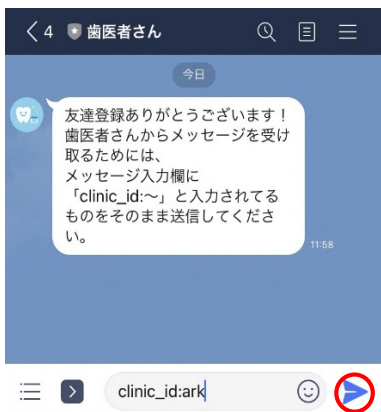 4 歯医者さん
今日
友達登録ありがとうございます！
歯医者さんからメッセージを受け
取るためには、
メッセージ入力欄に
「clinic_id:～」と入力されてる
ものをそのまま送信してくださ
い。
11:58
clinic_id:ark